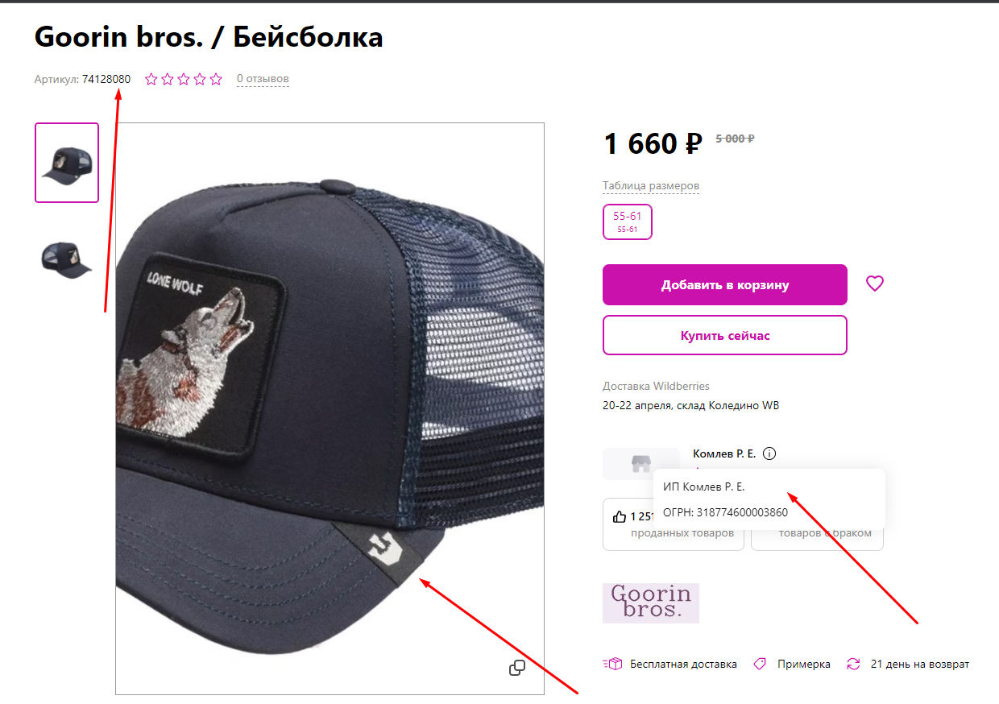 Goorin bros. / Бейсболка
Артикул: 74128080
0 отзывов
LONE WOLF
1 660 ₽ 5 000 ₽
Таблица размеров
55-61
55-61
Добавить в корзину
Купить сейчас
Доставка Wildberries
20-22 апреля, склад Коледино WB
Комлев Р. Е.
ИП Комлев Р. Е.
ОГРН: 318774600003860
1 251
проданных товаров
товаров с браком
Goorin
bros.
Бесплатная доставка
Примерка
21 день на возврат